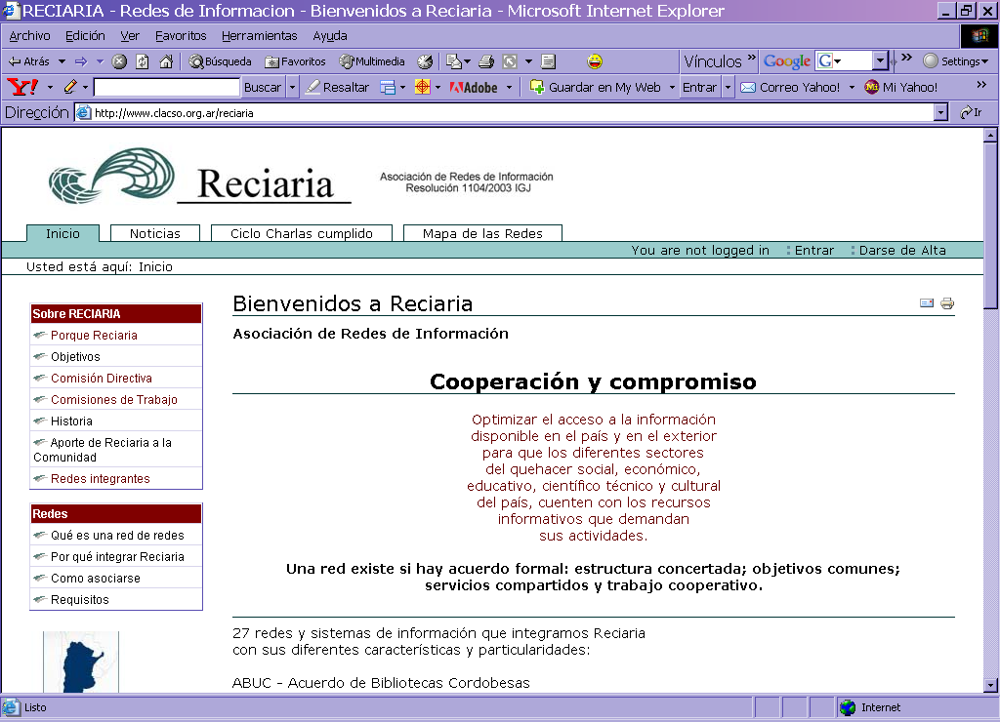 RECIARIA - Redes de Informacion - Bienvenidos a Reciaria - Microsoft Internet Explorer
Archivo Edición Ver Favoritos Herramientas Ayuda
Atrás Búsqueda Favoritos Multimedia Vínculos » Google G » Settings
Y! Buscar Resaltar Adobe Guardar en My Web Entrar Correo Yahoo! Mi Yahoo! »
Dirección http://www.clacso.org.ar/reciaria Ir
Reciaria
Asociación de Redes de Información
Resolución 1104/2003 IGJ
Inicio Noticias Ciclo Charlas cumplido Mapa de las Redes
You are not logged in Entrar Darse de Alta
Usted está aquí: Inicio
Sobre RECIARIA
Porque Reciaria
Objetivos
Comisión Directiva
Comisiones de Trabajo
Historia
Aporte de Reciaria a la
Comunidad
Redes integrantes
Redes
Qué es una red de redes
Por qué integrar Reciaria
Como asociarse
Requisitos
Bienvenidos a Reciaria
Asociación de Redes de Información
Cooperación y compromiso
Optimizar el acceso a la información
disponible en el país y en el exterior
para que los diferentes sectores
del quehacer social, económico,
educativo, científico técnico y cultural
del país, cuenten con los recursos
informativos que demandan
sus actividades.
Una red existe si hay acuerdo formal: estructura concertada; objetivos comunes;
servicios compartidos y trabajo cooperativo.
27 redes y sistemas de información que integramos Reciaria
con sus diferentes características y particularidades:
ABUC - Acuerdo de Bibliotecas Cordobesas
Listo Internet